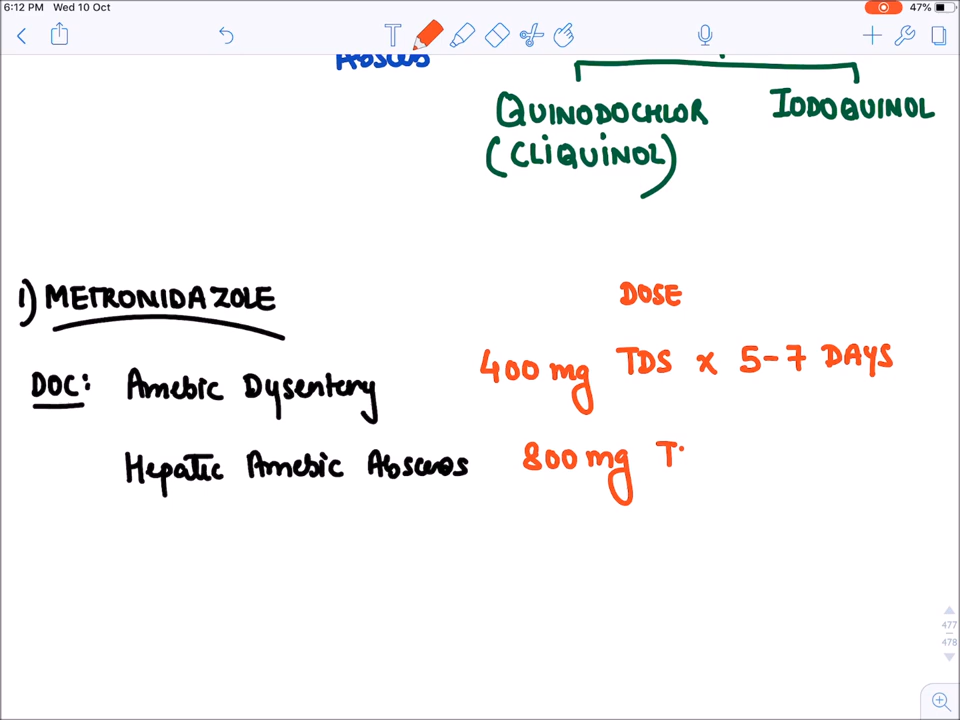 6:12 PM Wed 10 Oct
47%
T
Abscess
QUINODOCHLOR
IODOQUINOL
(CLIQUINOL)
1) METRONIDAZOLE
DOSE
DOC: Amebic Dysentery
400 mg TDS x 5-7 DAYS
Hepatic Amebic Abscess
800 mg T
477
478